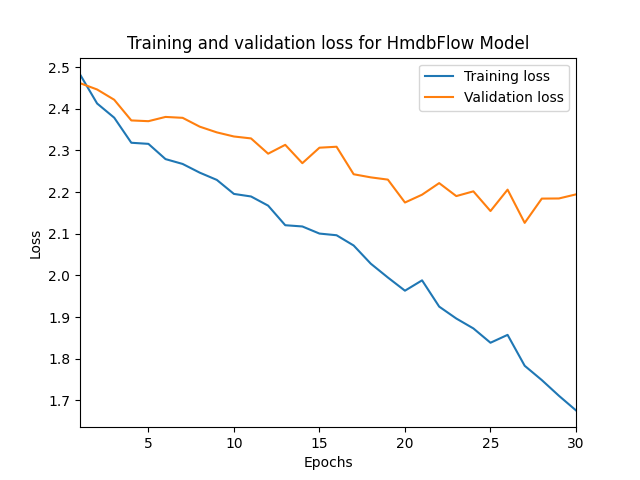 Training and validation loss for HmdbFlow Model
Training loss
Validation loss
Loss
2.5
2.4
2.3
2.2
2.1
2.0
1.9
1.8
1.7
5 10 15 20 25 30
Epochs